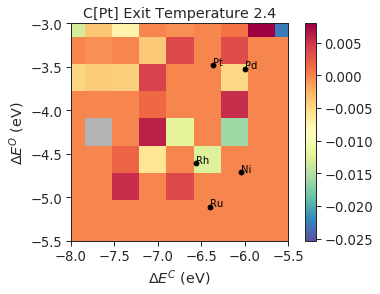 C[Pt] Exit Temperature 2.4
−3.0
−3.5
−4.0
−4.5
−5.0
−5.5
ΔE^O (eV)
Pt
Pd
Rh
Ni
Ru
−8.0 −7.5 −7.0 −6.5 −6.0 −5.5
ΔE^C (eV)
0.005
0.000
−0.005
−0.010
−0.015
−0.020
−0.025